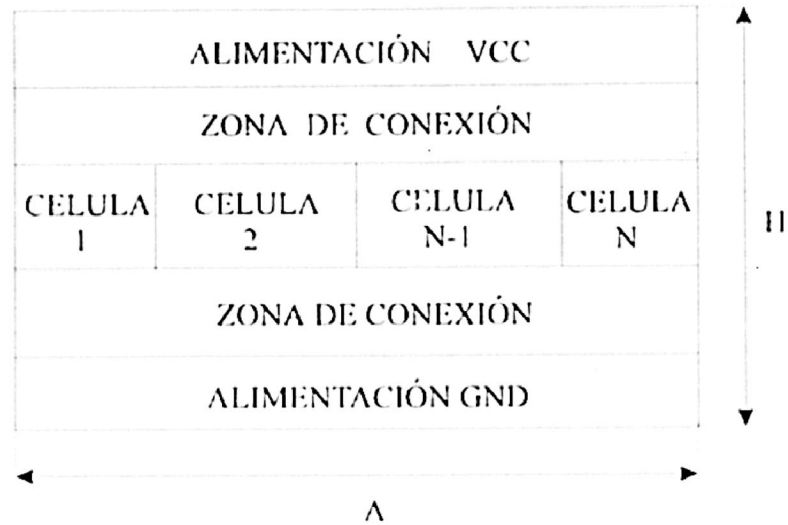 ALIMENTACIÓN VCC
ZONA DE CONEXIÓN
CELULA 1
CELULA 2
CELULA N-1
CELULA N
H
ZONA DE CONEXIÓN
ALIMENTACIÓN GND
A